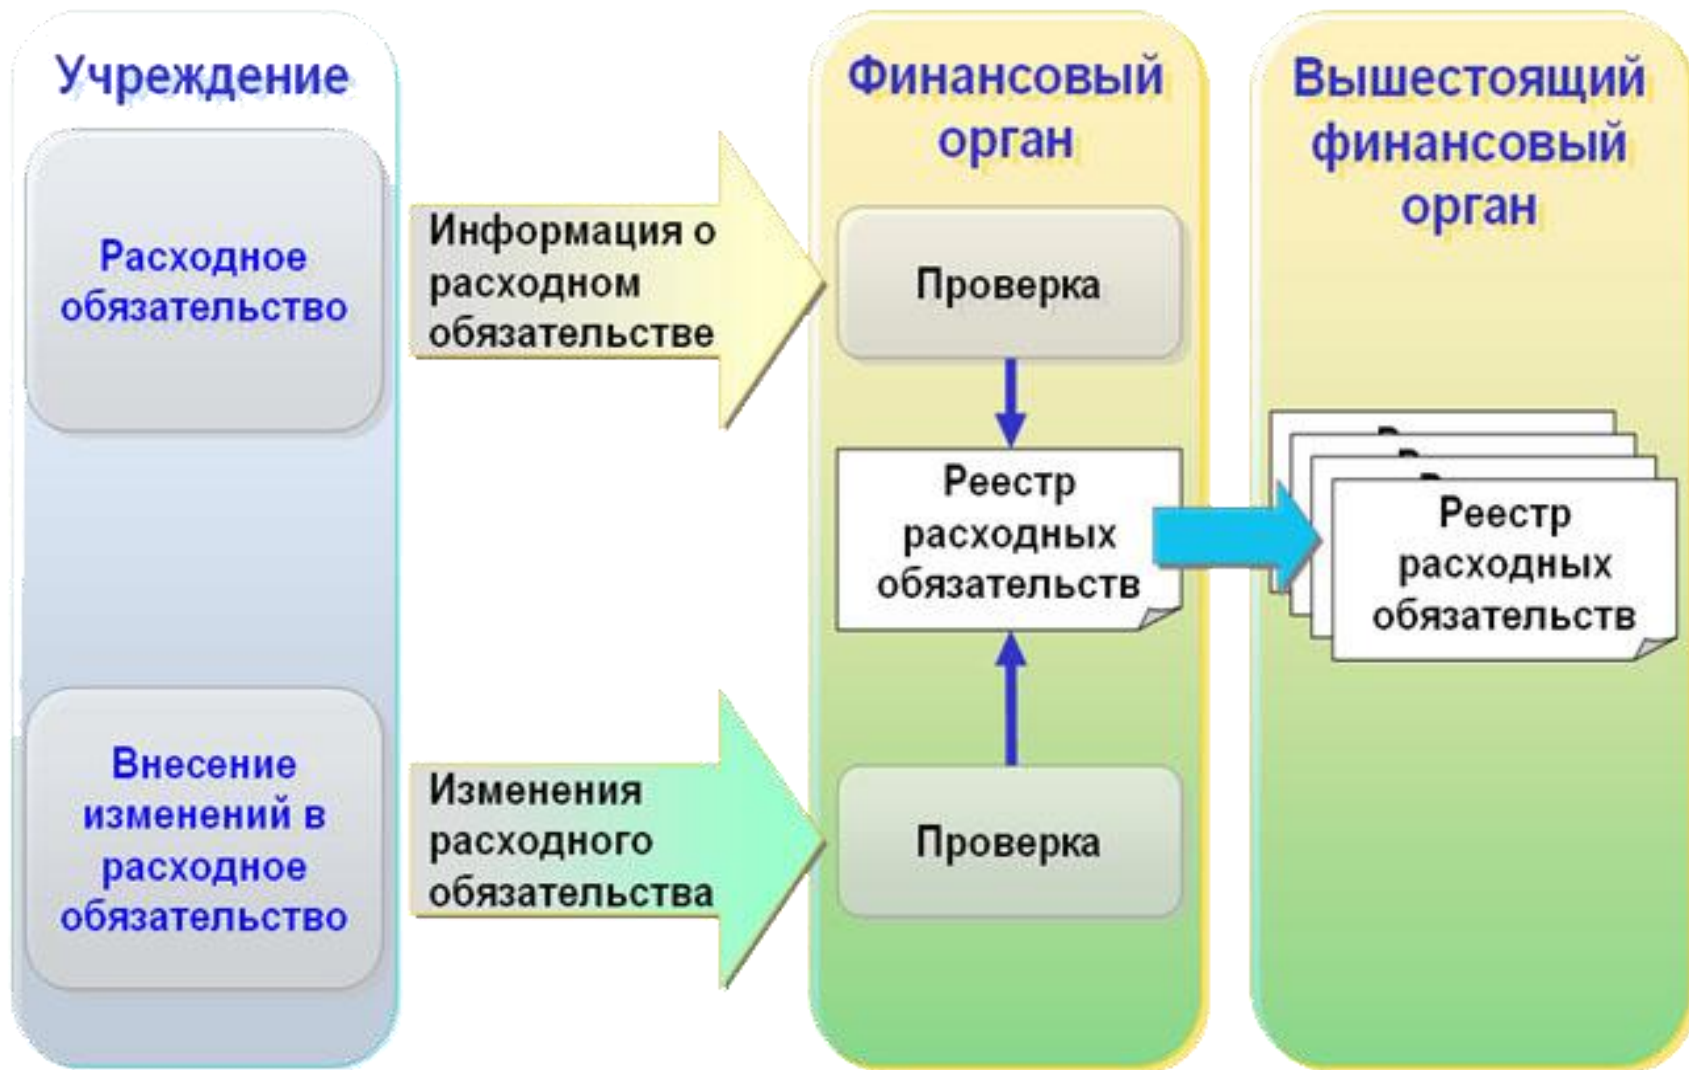 Учреждение
Расходное
обязательство
Внесение
изменений в
расходное
обязательство
Информация о
расходном
обязательстве
Изменения
расходного
обязательства
Финансовый
орган
Проверка
Реестр
расходных
обязательств
Проверка
Вышестоящий
финансовый
орган
Реестр
расходных
обязательств